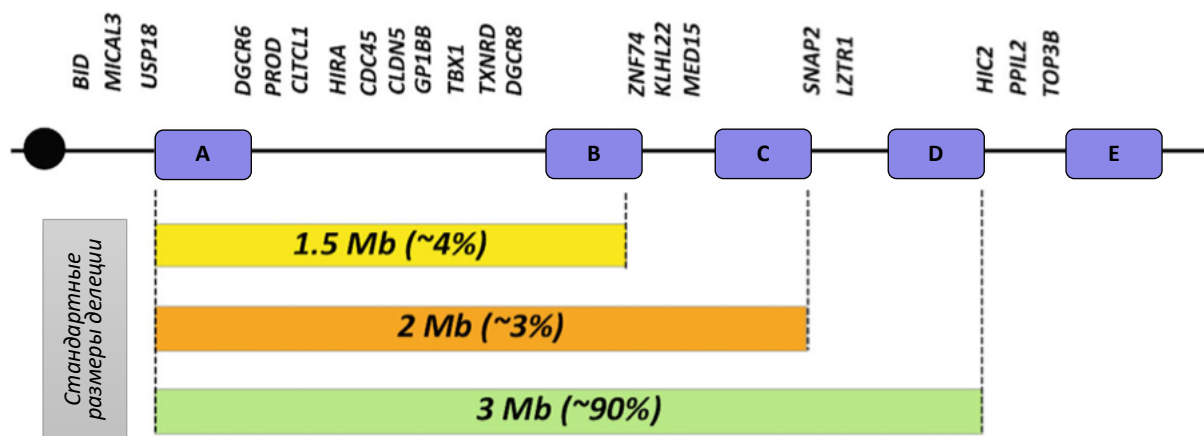 BID
MICAL3
USP18
DGCR6
PROD
CLTCL1
HIRA
CDC45
CLDN5
GP1BB
TBX1
TXNRD
DGCR8
ZNF74
KLHL22
MED15
SNAP2
LZTR1
HIC2
PPIL2
TOP3B
A
B
C
D
E
Стандартные
размеры делеции
1.5 Mb (~4%)
2 Mb (~3%)
3 Mb (~90%)